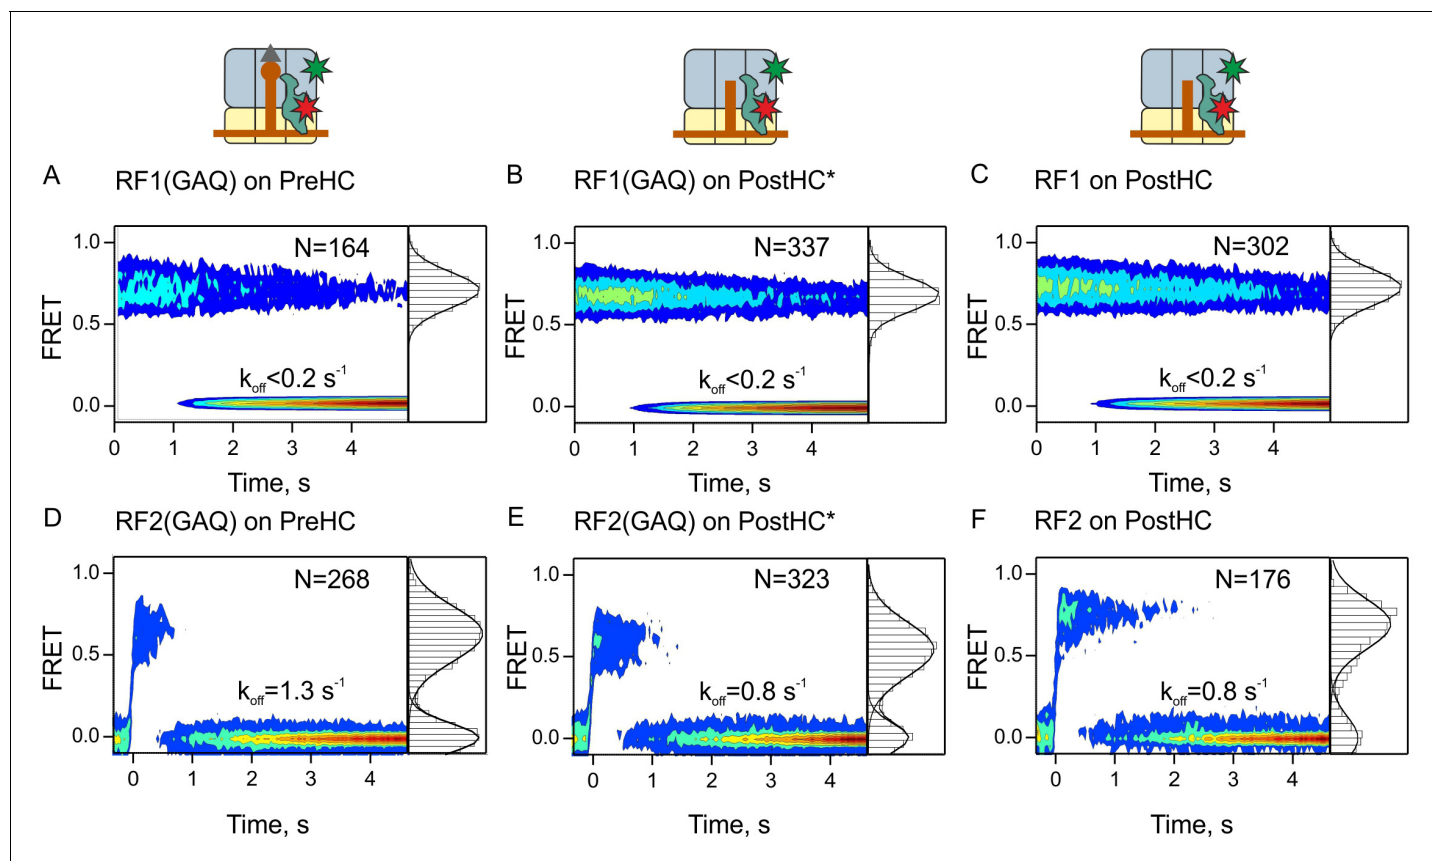 A RF1(GAQ) on PreHC
B RF1(GAQ) on PostHC*
C RF1 on PostHC
N=164
N=337
N=302
1.0
0.5
0.0
FRET
1.0
0.5
0.0
FRET
1.0
0.5
0.0
FRET
koff<0.2 s-1
koff<0.2 s-1
koff<0.2 s-1
0 1 2 3 4
0 1 2 3 4
0 1 2 3 4
Time, s
Time, s
Time, s
D RF2(GAQ) on PreHC
E RF2(GAQ) on PostHC*
F RF2 on PostHC
N=268
N=323
N=176
1.0
0.5
0.0
FRET
1.0
0.5
0.0
FRET
1.0
0.5
0.0
FRET
koff=1.3 s-1
koff=0.8 s-1
koff=0.8 s-1
0 1 2 3 4
0 1 2 3 4
0 1 2 3 4
Time, s
Time, s
Time, s